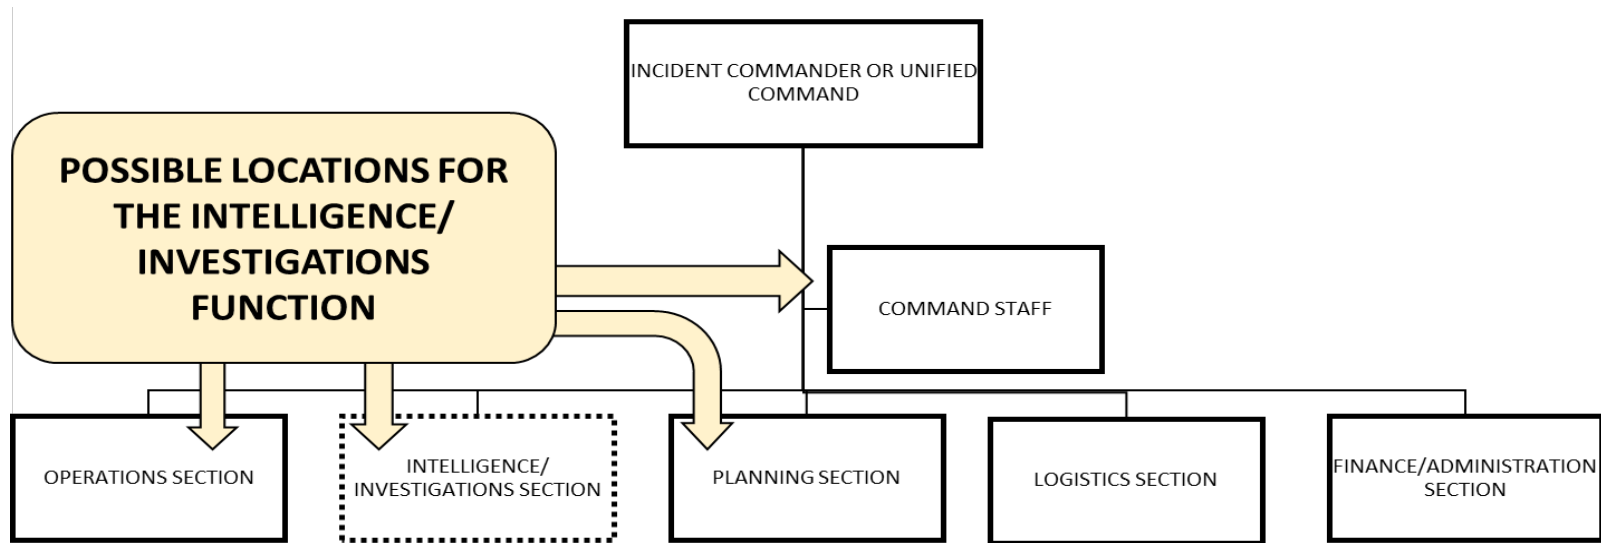 INCIDENT COMMANDER OR UNIFIED
COMMAND
POSSIBLE LOCATIONS FOR
THE INTELLIGENCE/
INVESTIGATIONS
FUNCTION
COMMAND STAFF
OPERATIONS SECTION
INTELLIGENCE/
INVESTIGATIONS SECTION
PLANNING SECTION
LOGISTICS SECTION
FINANCE/ADMINISTRATION
SECTION